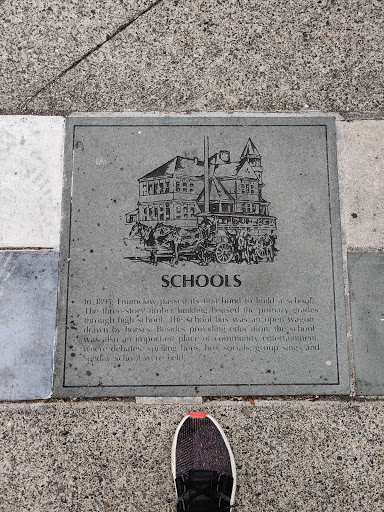 SCHOOLS
In 1895, Enumclaw passed its first bond to build a school.
The three-story timber building housed the primary grades
through high school. The school bus was an open wagon
drawn by horses. Besides providing education, the school
was also an important place of community entertainment
where debates, spelling bees, box socials, group sings and
Sunday school were held.